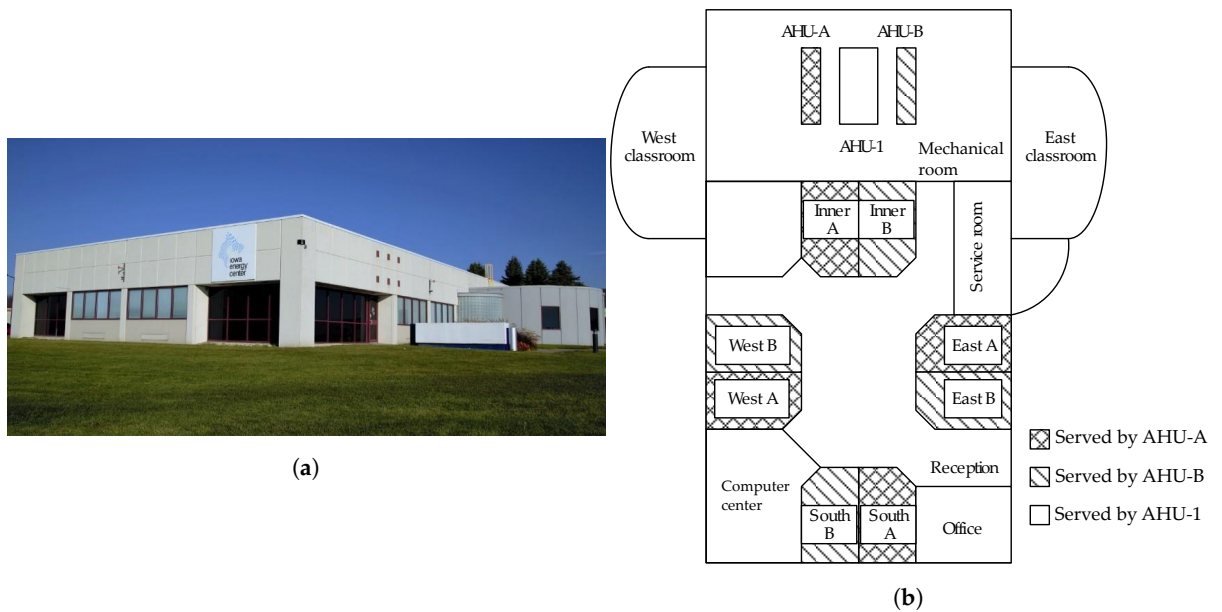 iowa
energy
center
(a)
AHU-A
AHU-B
AHU-1
Mechanical
room
West
classroom
East
classroom
Inner
A
Inner
B
Service room
West B
East A
West A
East B
Served by AHU-A
Reception
Served by AHU-B
Computer
center
South
B
South
A
Office
Served by AHU-1
(b)